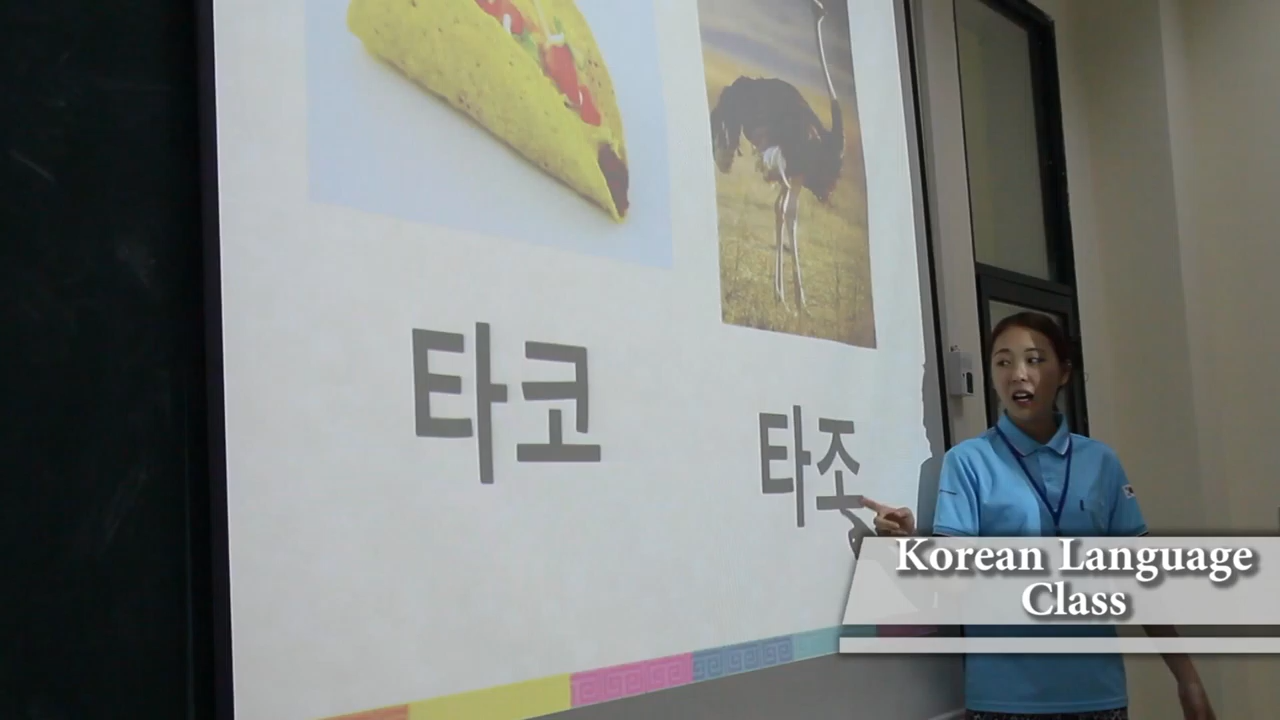 타코
타조
Korean Language
Class